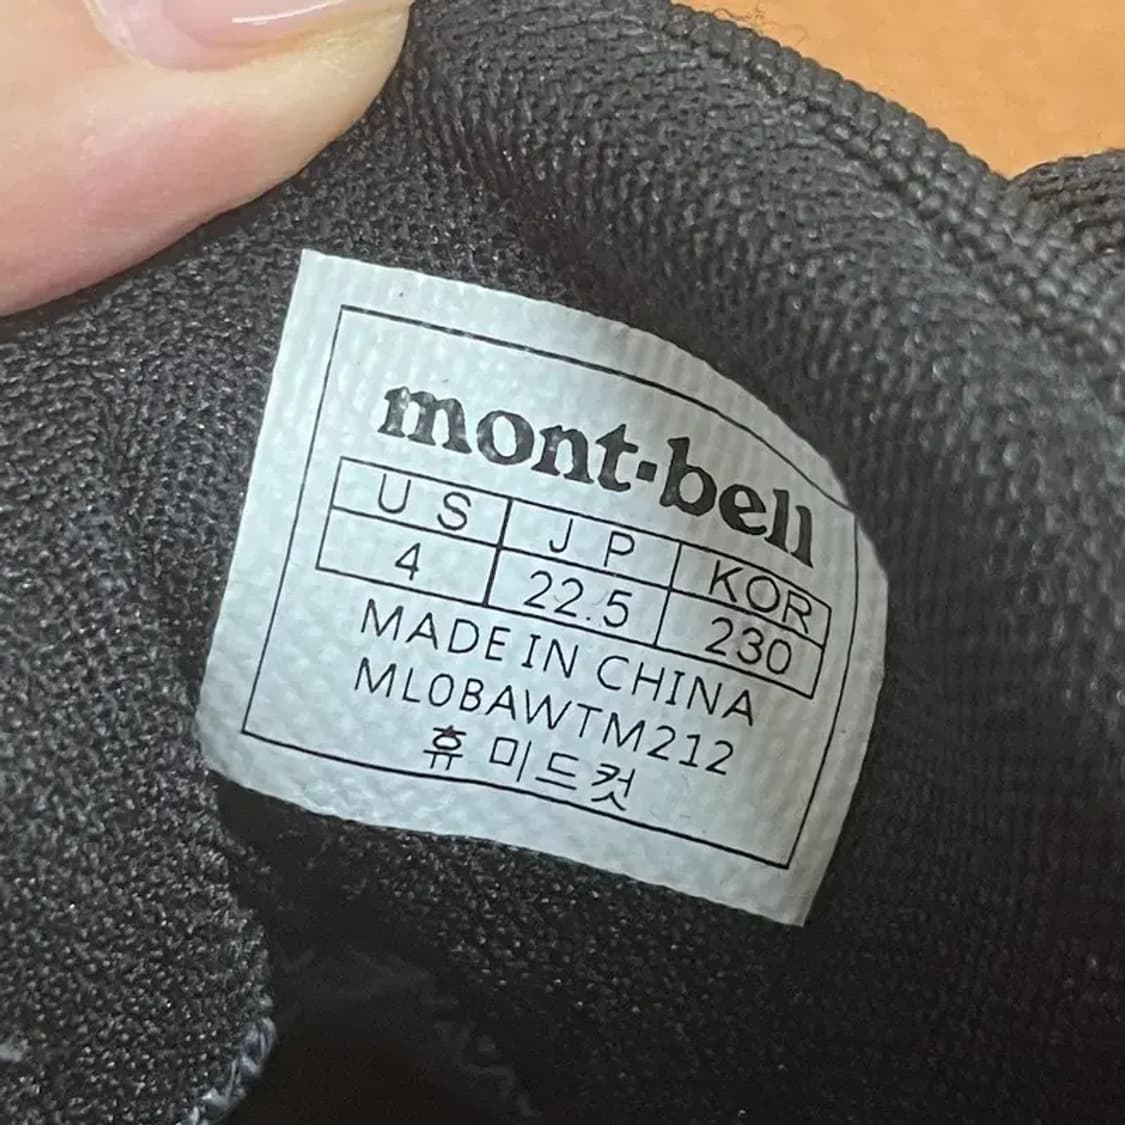 mont-bell
US JP KOR
4 22.5 230
MADE IN CHINA
ML0BAWTM212
휴 미드컷